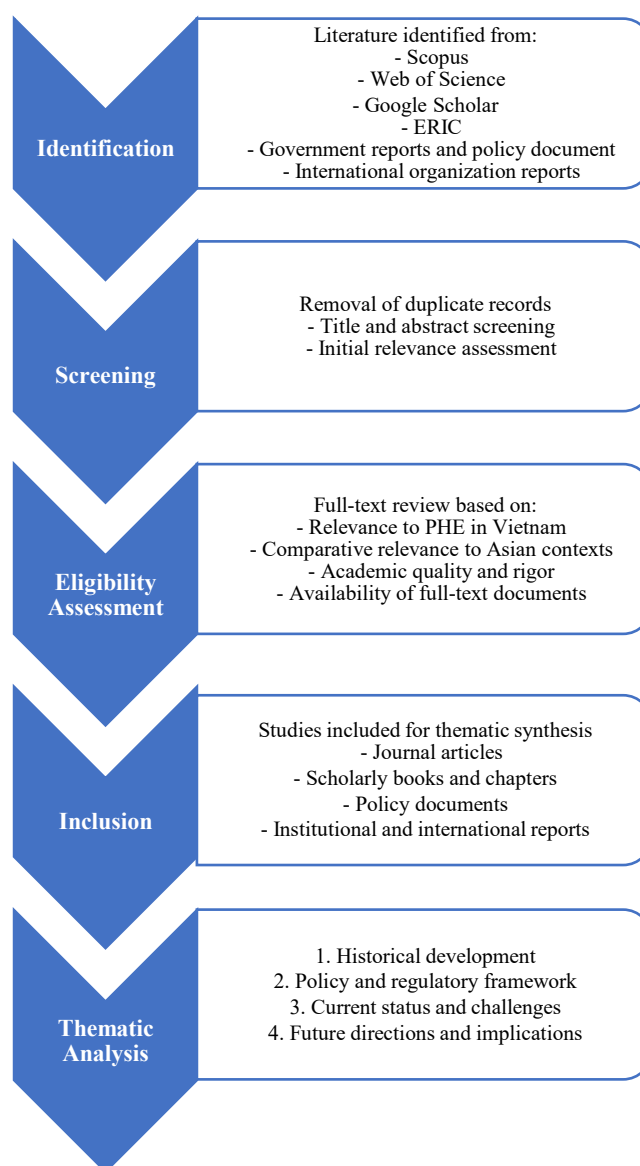 Identification
Literature identified from:
- Scopus
- Web of Science
- Google Scholar
- ERIC
- Government reports and policy document
- International organization reports
Screening
Removal of duplicate records
- Title and abstract screening
- Initial relevance assessment
Eligibility
Assessment
Full-text review based on:
- Relevance to PHE in Vietnam
- Comparative relevance to Asian contexts
- Academic quality and rigor
- Availability of full-text documents
Inclusion
Studies included for thematic synthesis
- Journal articles
- Scholarly books and chapters
- Policy documents
- Institutional and international reports
Thematic
Analysis
1. Historical development
2. Policy and regulatory framework
3. Current status and challenges
4. Future directions and implications